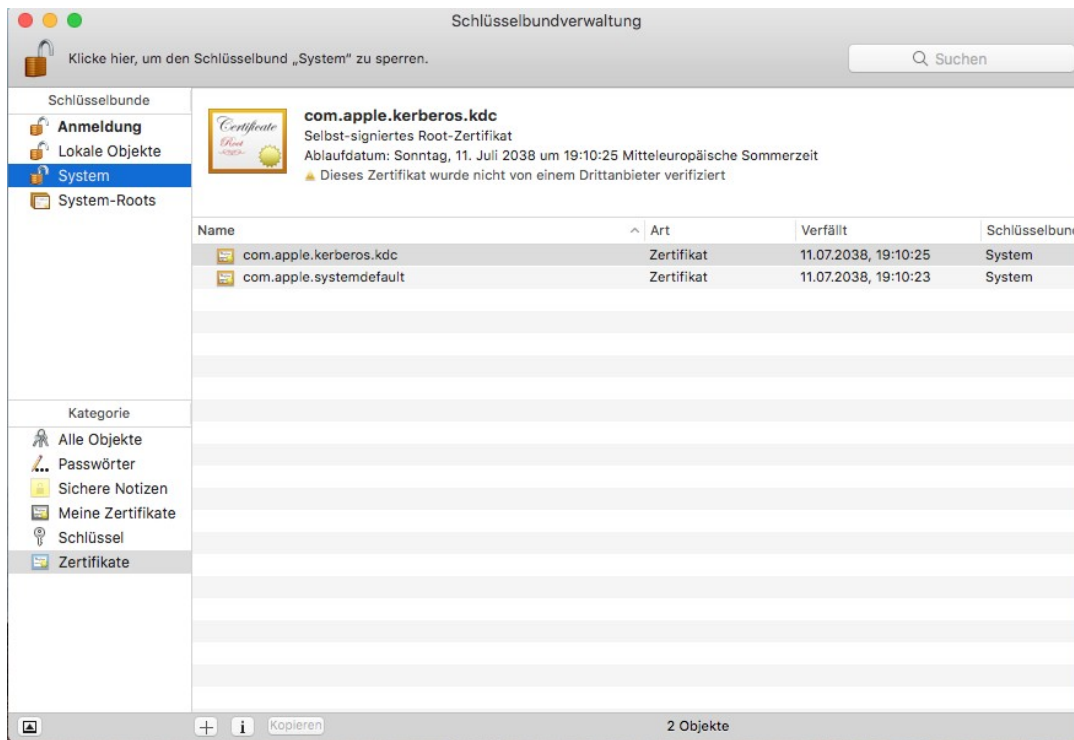 Schlüsselbundverwaltung
Klicke hier, um den Schlüsselbund „System" zu sperren.
Suchen
Schlüsselbunde
Anmeldung
Lokale Objekte
System
System-Roots
Certificate
Root
com.apple.kerberos.kdc
Selbst-signiertes Root-Zertifikat
Ablaufdatum: Sonntag, 11. Juli 2038 um 19:10:25 Mitteleuropäische Sommerzeit
Dieses Zertifikat wurde nicht von einem Drittanbieter verifiziert
Name Art Verfällt Schlüsselbun
com.apple.kerberos.kdc Zertifikat 11.07.2038, 19:10:25 System
com.apple.systemdefault Zertifikat 11.07.2038, 19:10:23 System
Kategorie
Alle Objekte
Passwörter
Sichere Notizen
Meine Zertifikate
Schlüssel
Zertifikate
Kopieren
2 Objekte